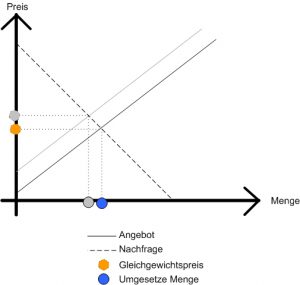 Preis
Menge
Angebot
Nachfrage
Gleichgewichtspreis
Umgesetze Menge